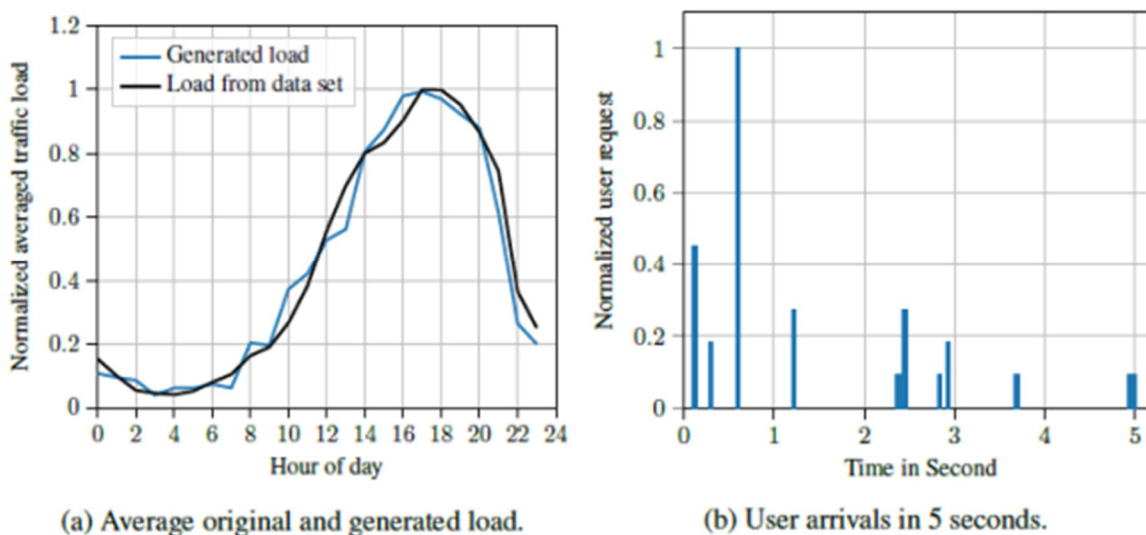 1.2
1
0.8
0.6
0.4
0.2
0
Normalized averaged traffic load
Generated load
Load from data set
0 2 4 6 8 10 12 14 16 18 20 22 24
Hour of day
(a) Average original and generated load.
1
0.8
0.6
0.4
0.2
0
Normalized user request
0 1 2 3 4 5
Time in Second
(b) User arrivals in 5 seconds.